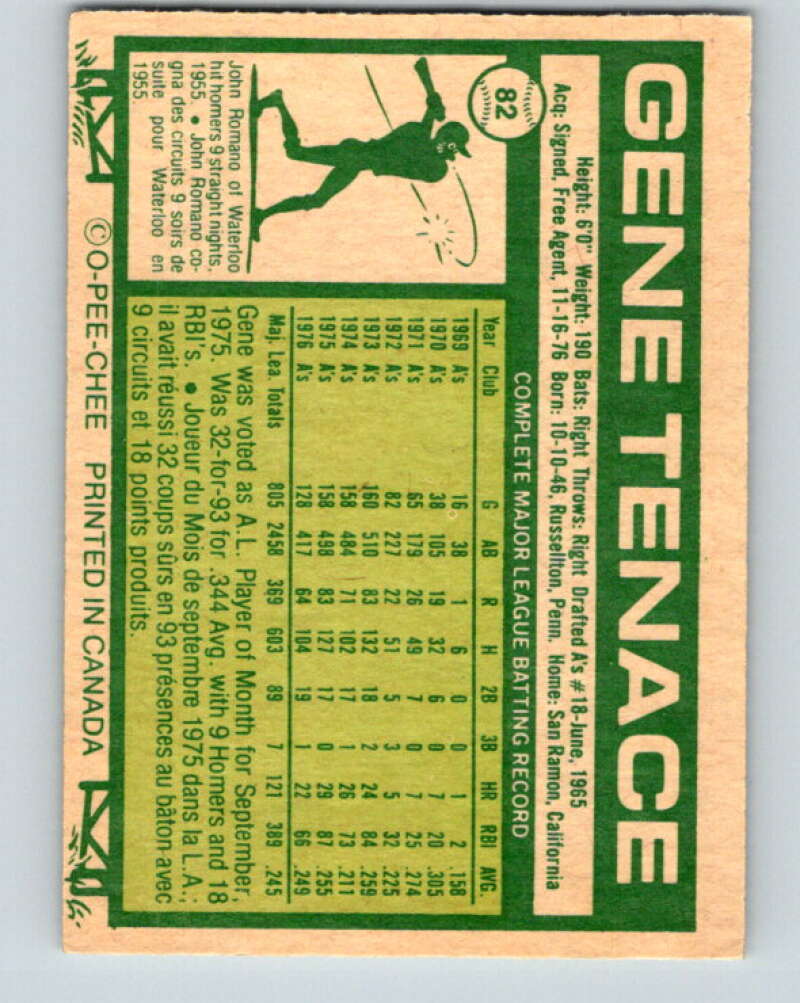 GENE TENACE
Height: 6'0" Weight: 190 Bats: Right Throws: Right Drafted A's #18-June, 1965
Acq: Signed, Free Agent, 11-16-76 Born: 10-10-46, Russellton, Penn. Home: San Ramon, California
82
John Romano of Waterloo
hit homers 9 straight nights,
1955. • John Romano co-
gna des circuits 9 soirs de
suite pour Waterloo en
1955.
COMPLETE MAJOR LEAGUE BATTING RECORD
Year Club G AB R H 2B 3B HR RBI AVG.
1969 A's 16 38 1 6 0 0 1 2 .158
1970 A's 38 105 19 32 6 0 7 20 .305
1971 A's 65 179 26 49 7 0 7 25 .274
1972 A's 82 227 22 51 5 3 5 32 .225
1973 A's 160 510 83 132 18 2 24 84 .259
1974 A's 158 484 71 102 17 1 26 73 .211
1975 A's 158 498 83 127 17 0 29 87 .255
1976 A's 128 417 64 104 19 1 22 66 .249
Maj. Lea. Totals 805 2458 369 603 89 7 121 389 .245
Gene was voted as A.L. Player of Month for September,
1975. Was 32-for-93 for .344 Avg. with 9 Homers and 18
RBI's. • Joueur du Mois de septembre 1975 dans la L.A.;
il avait réussi 32 coups sûrs en 93 présences au bâton avec
9 circuits et 18 points produits.
© O-PEE-CHEE PRINTED IN CANADA